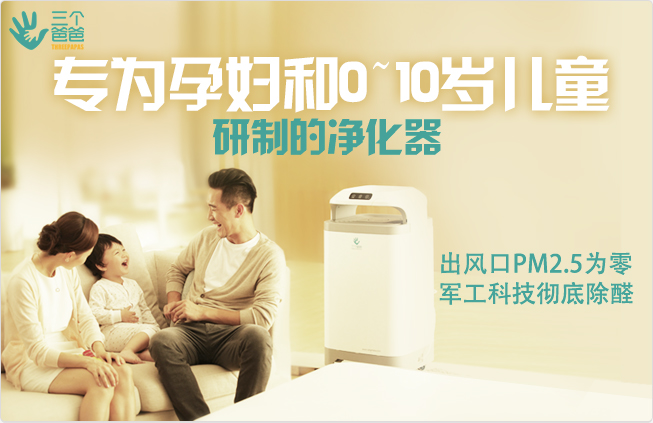 三个
爸爸
THREEPAPAS
专为孕妇和0~10岁儿童
研制的净化器
出风口PM2.5为零
军工科技彻底除醛